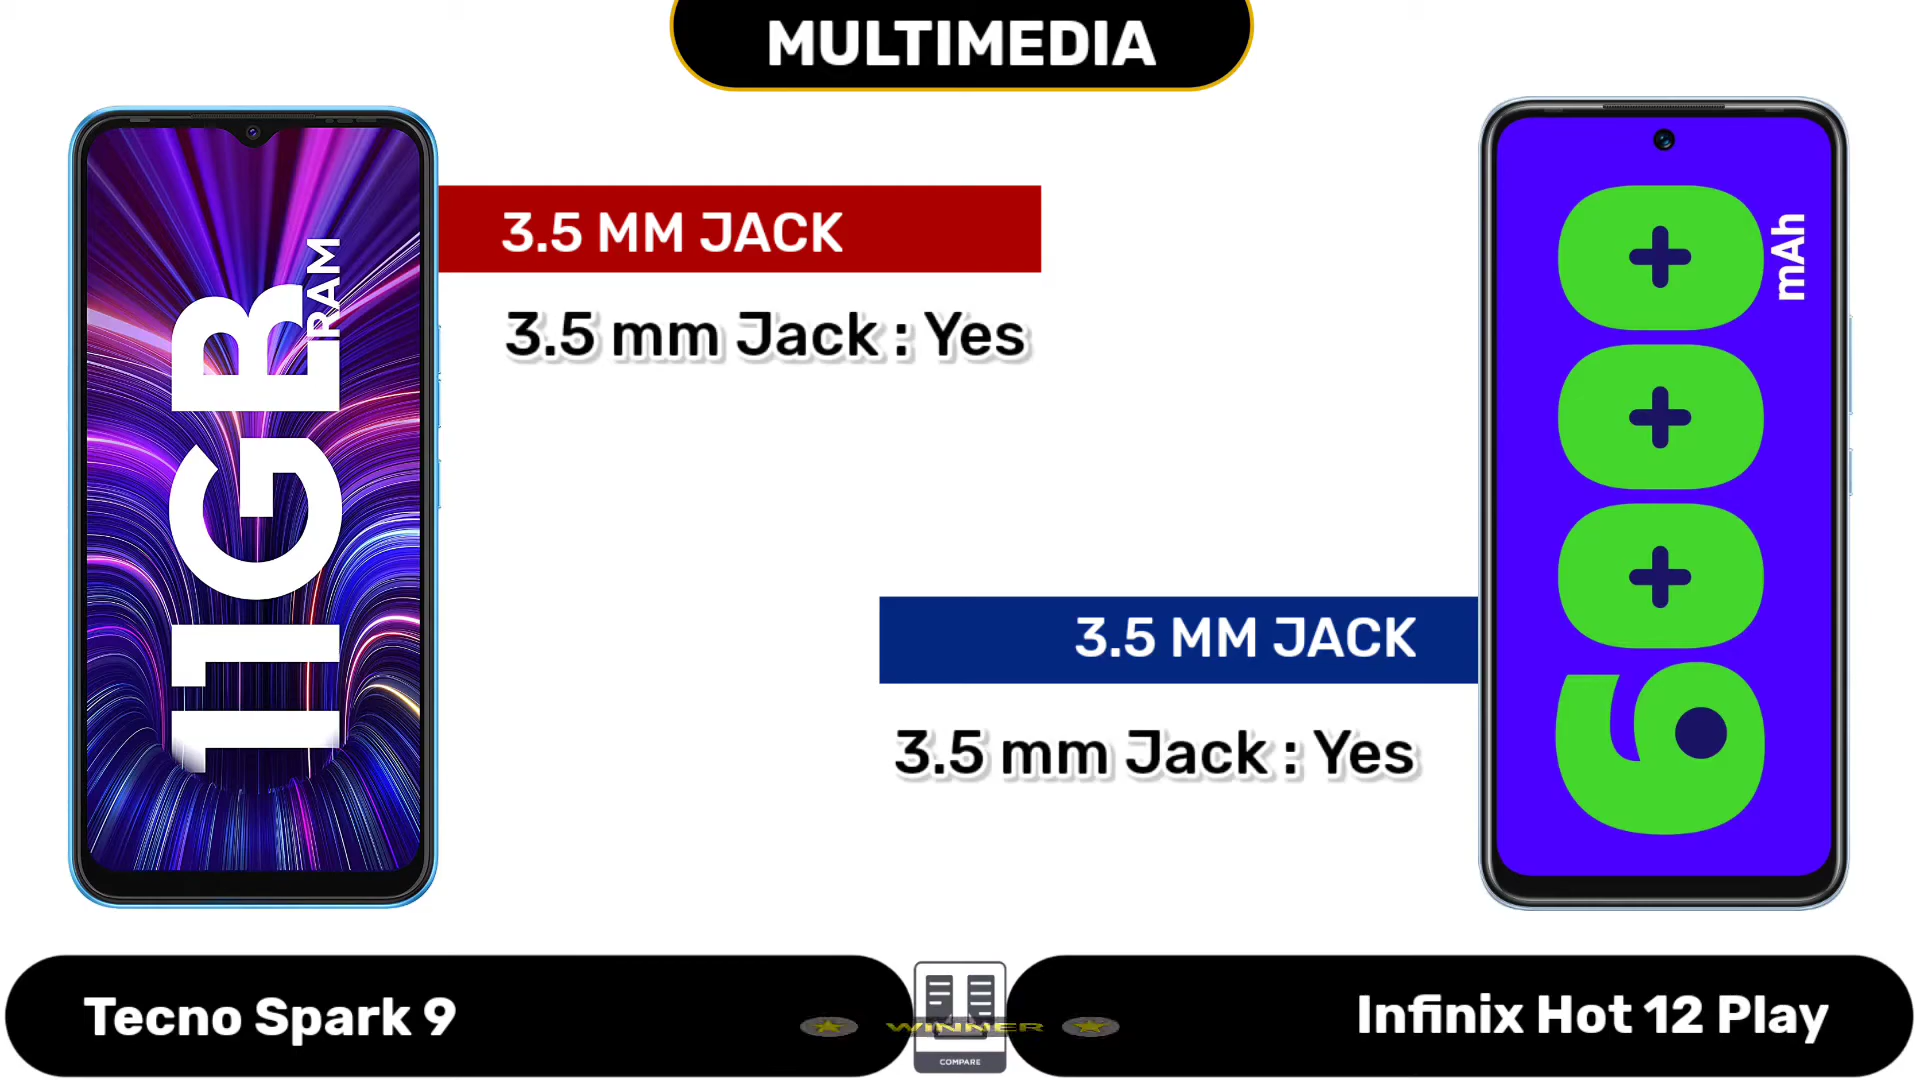 MULTIMEDIA
11GB RAM
3.5 MM JACK
3.5 mm Jack : Yes
6000 mAh
3.5 MM JACK
3.5 mm Jack : Yes
Tecno Spark 9
WINNER
COMPARE
Infinix Hot 12 Play